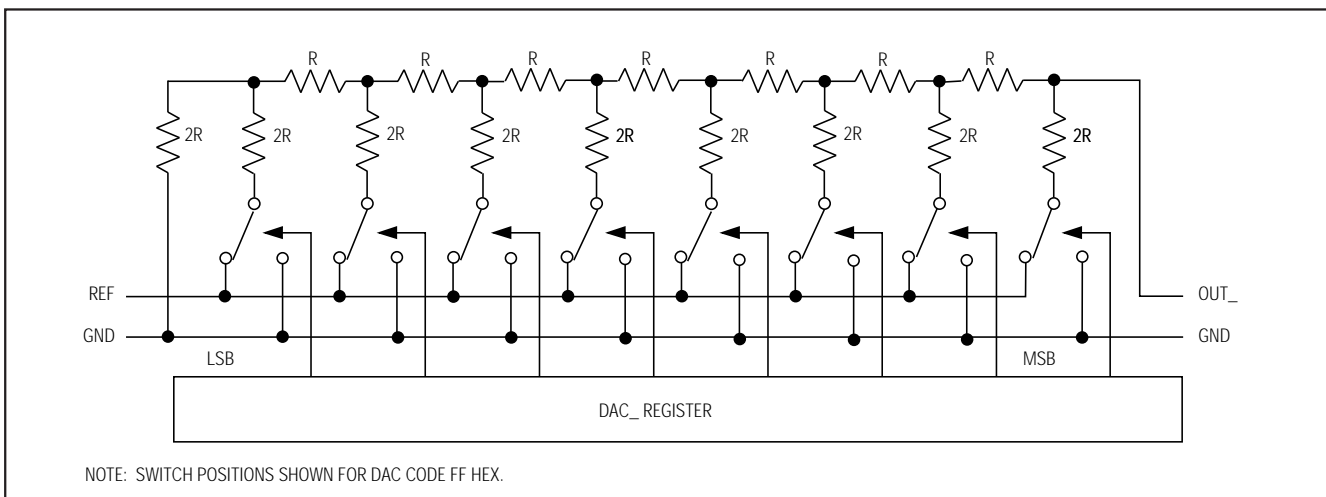 R R R R R R R
2R 2R 2R 2R 2R 2R 2R 2R 2R
REF OUT_
GND GND
LSB MSB
DAC_ REGISTER
NOTE: SWITCH POSITIONS SHOWN FOR DAC CODE FF HEX.